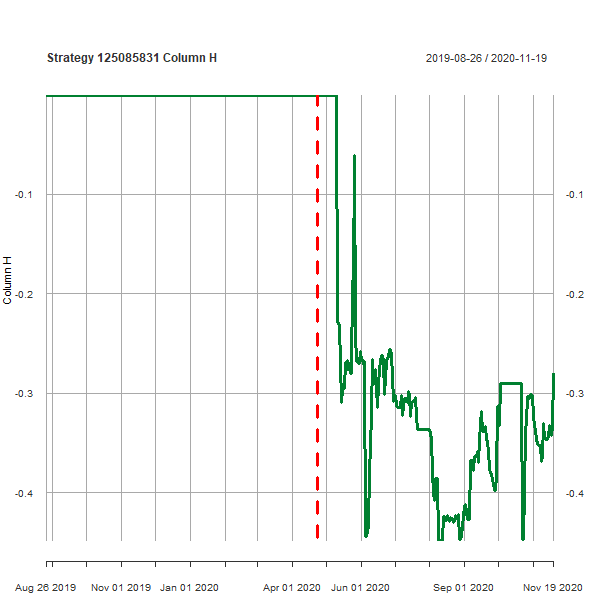 Strategy 125085831 Column H
2019-08-26 / 2020-11-19
-0.1
-0.1
-0.2
-0.2
Column H
-0.3
-0.3
-0.4
-0.4
Aug 26 2019
Nov 01 2019
Jan 01 2020
Apr 01 2020
Jun 01 2020
Sep 01 2020
Nov 19 2020